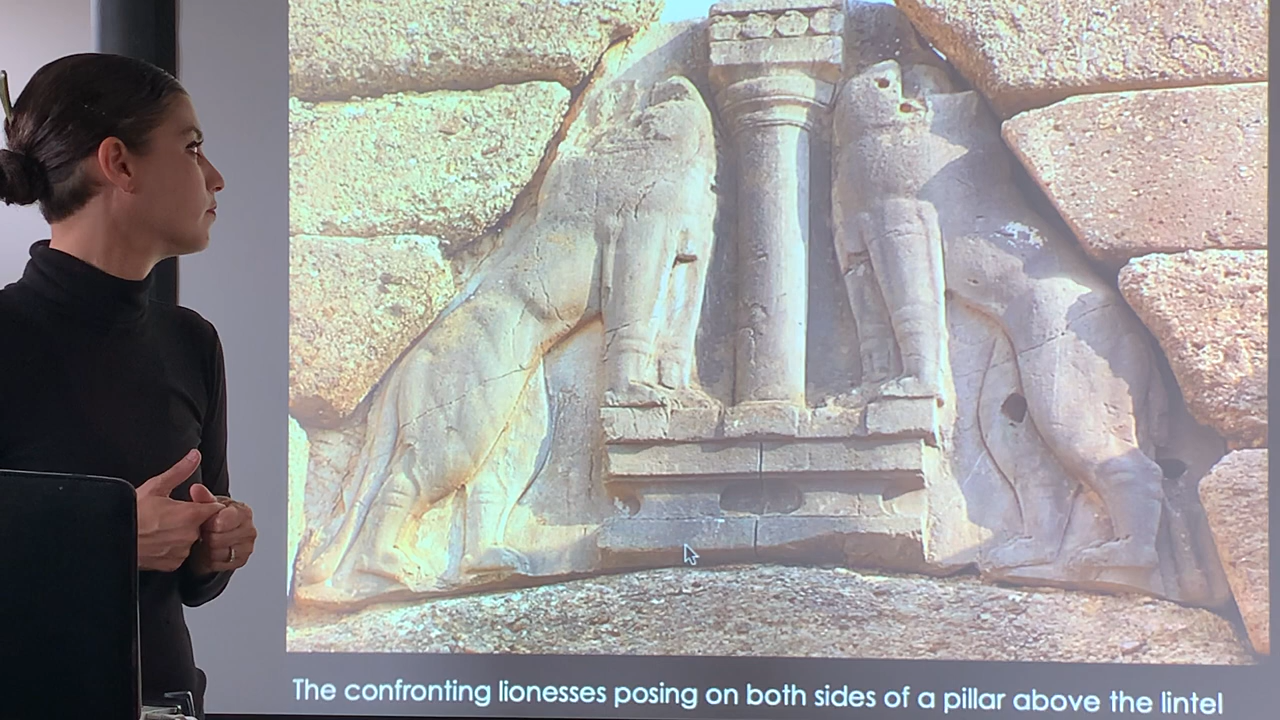 The confronting lionesses posing on both sides of a pillar above the lintel